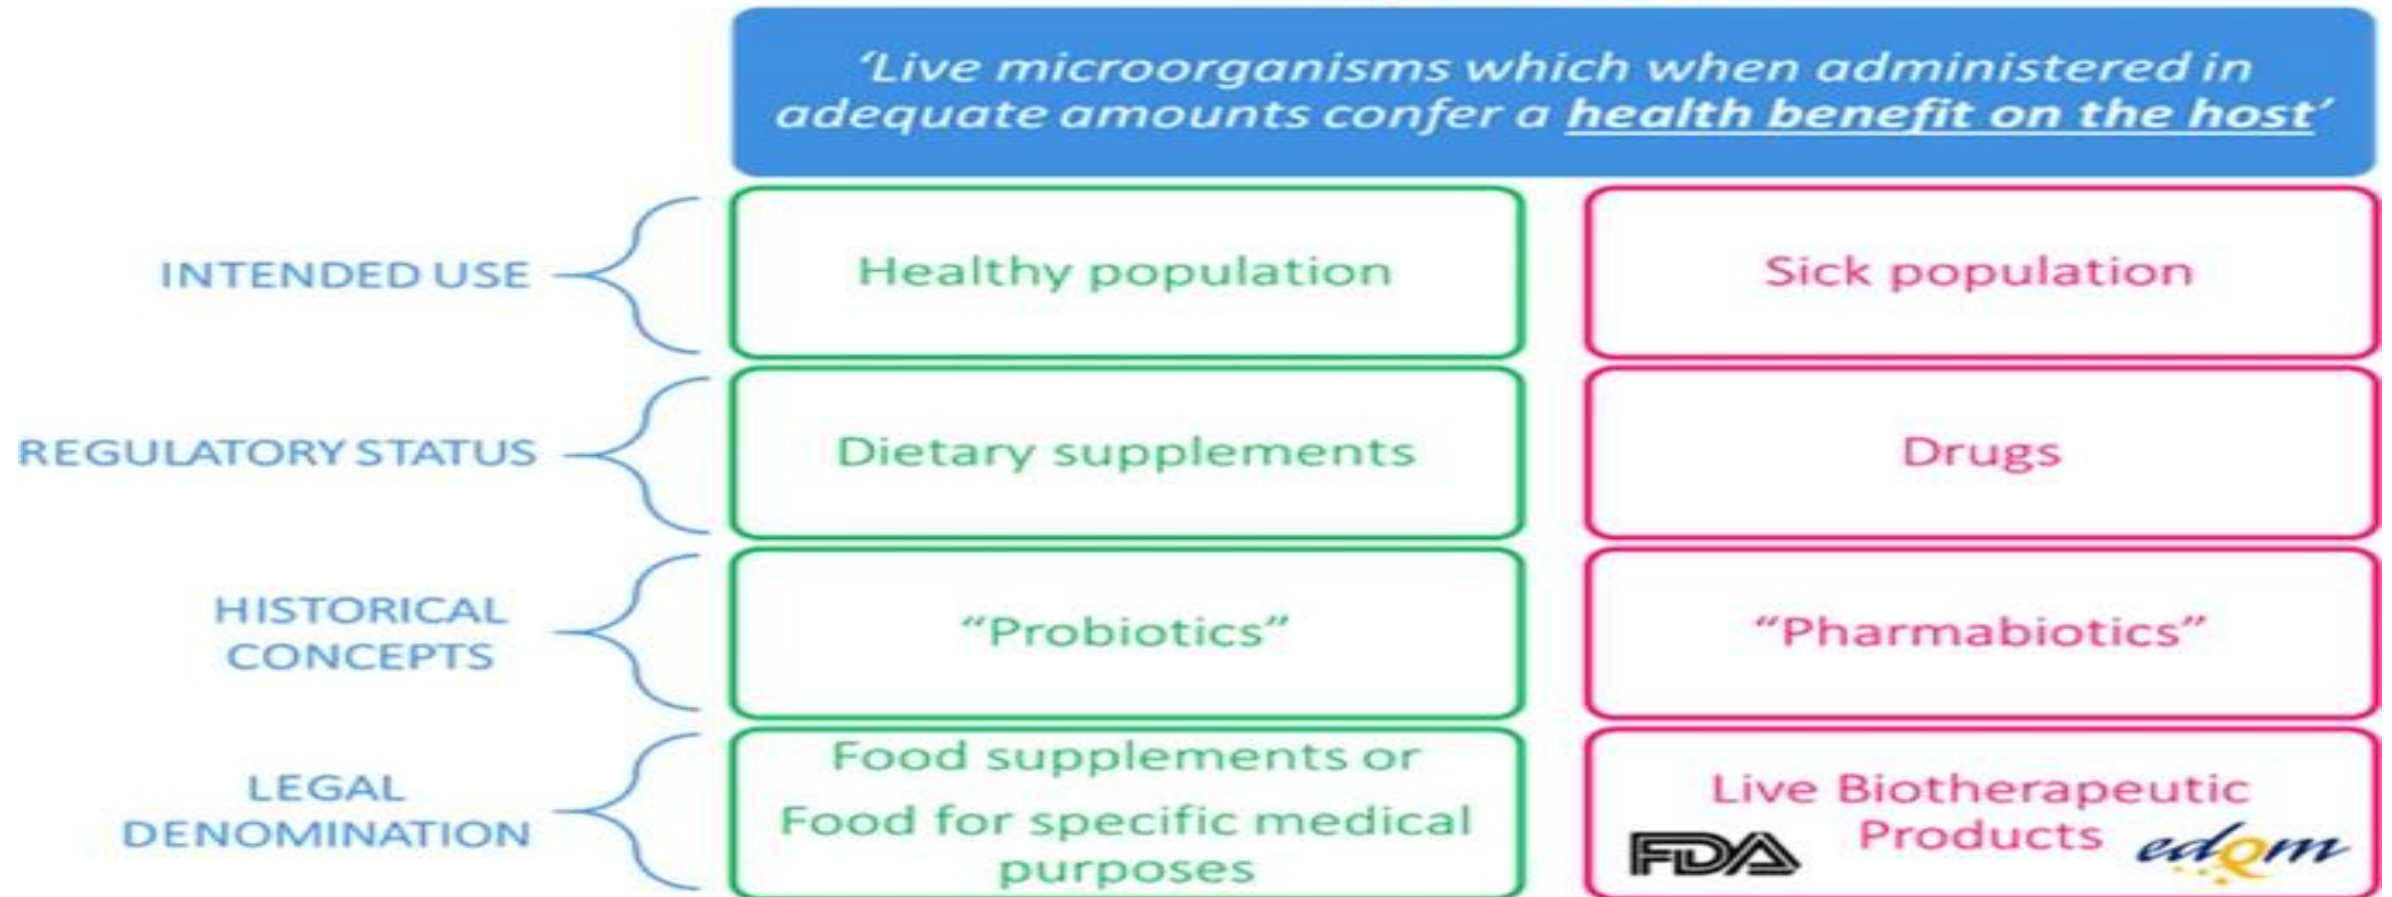 ‘Live microorganisms which when administered in
adequate amounts confer a health benefit on the host’
INTENDED USE
Healthy population
Sick population
REGULATORY STATUS
Dietary supplements
Drugs
HISTORICAL
CONCEPTS
“Probiotics”
“Pharmabiotics”
LEGAL
DENOMINATION
Food supplements or
Food for specific medical
purposes
Live Biotherapeutic
Products
FDA
edqm